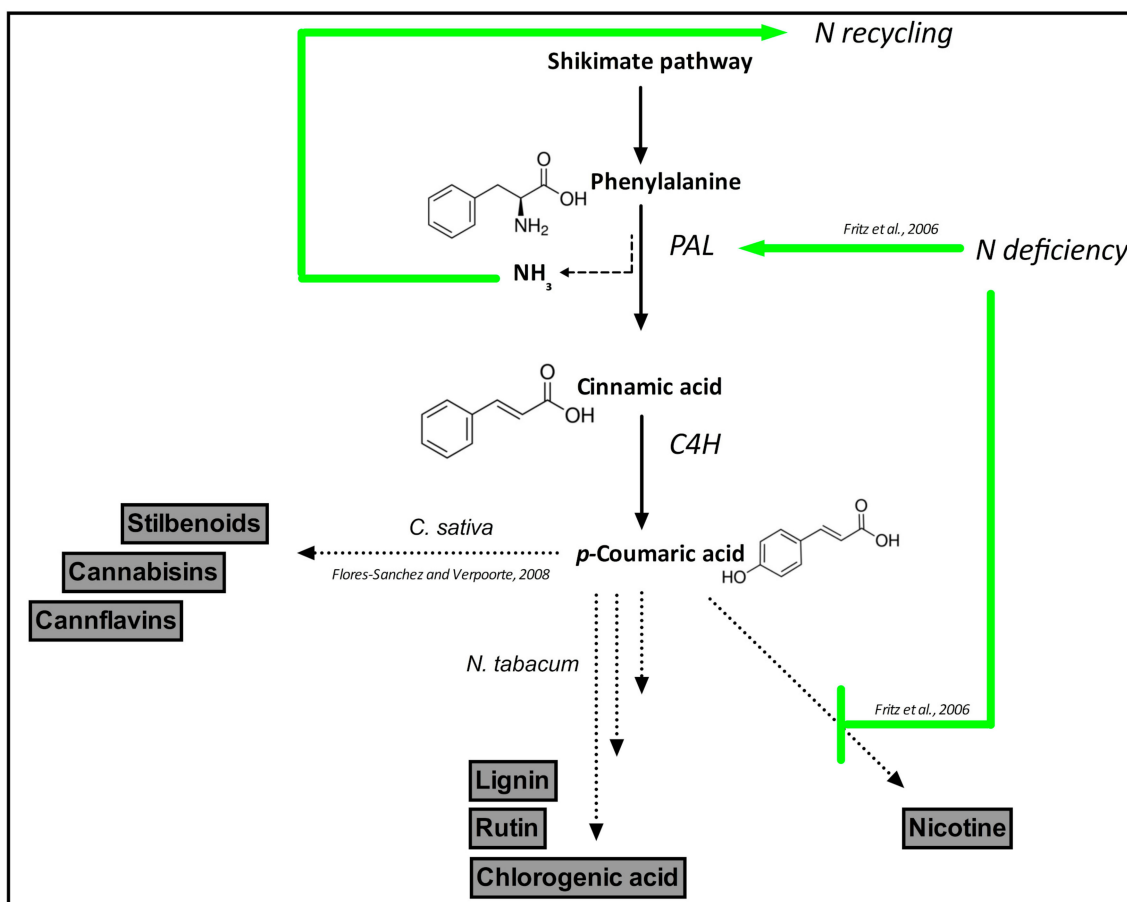 N recycling
Shikimate pathway
O
Phenylalanine
OH
NH2
Fritz et al., 2006
PAL
N deficiency
NH3
O
Cinnamic acid
OH
C4H
Stilbenoids
C. sativa
O
p-Coumaric acid
OH
Cannabisins
Flores-Sanchez and Verpoorte, 2008
HO
Cannflavins
N. tabacum
Fritz et al., 2006
Lignin
Rutin
Nicotine
Chlorogenic acid